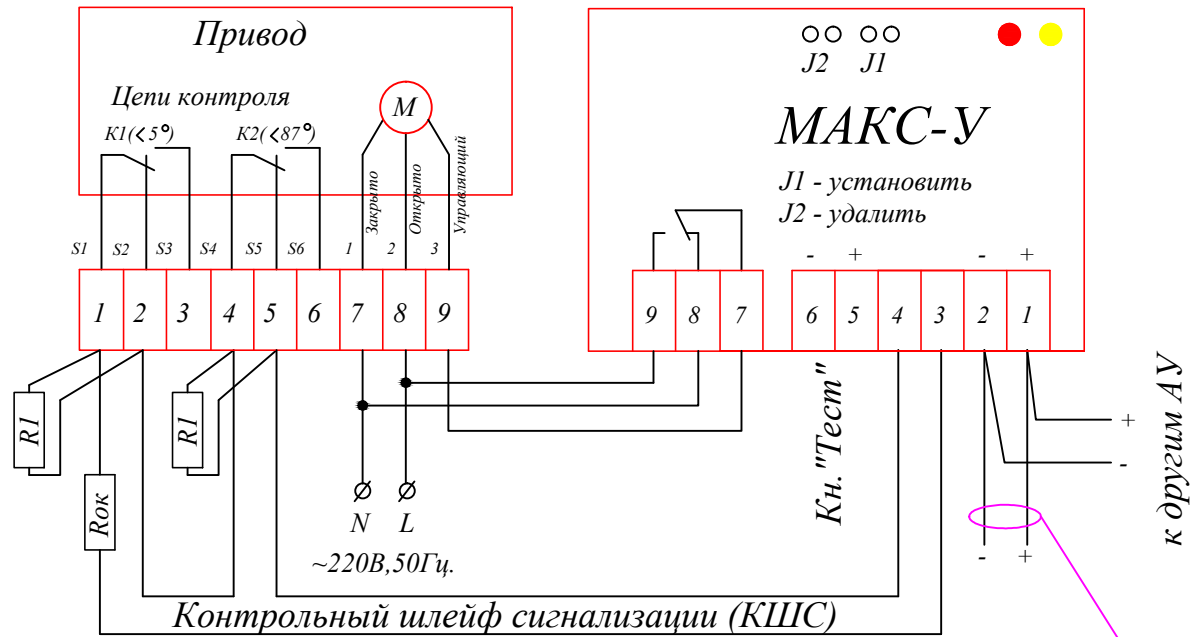 Привод
Цепи контроля
К1(<5°)
К2(<87°)
М
Закрыто
Открыто
Управляющий
S1 S2 S3 S4 S5 S6 1 2 3
1 2 3 4 5 6 7 8 9
R1
R1
Rок
N L
~220В,50Гц.
Контрольный шлейф сигнализации (КШС)
J2 J1
МАКС-У
J1 - установить
J2 - удалить
- + - +
9 8 7 6 5 4 3 2 1
Кн. "Тест"
+
-
- +
к другим АУ